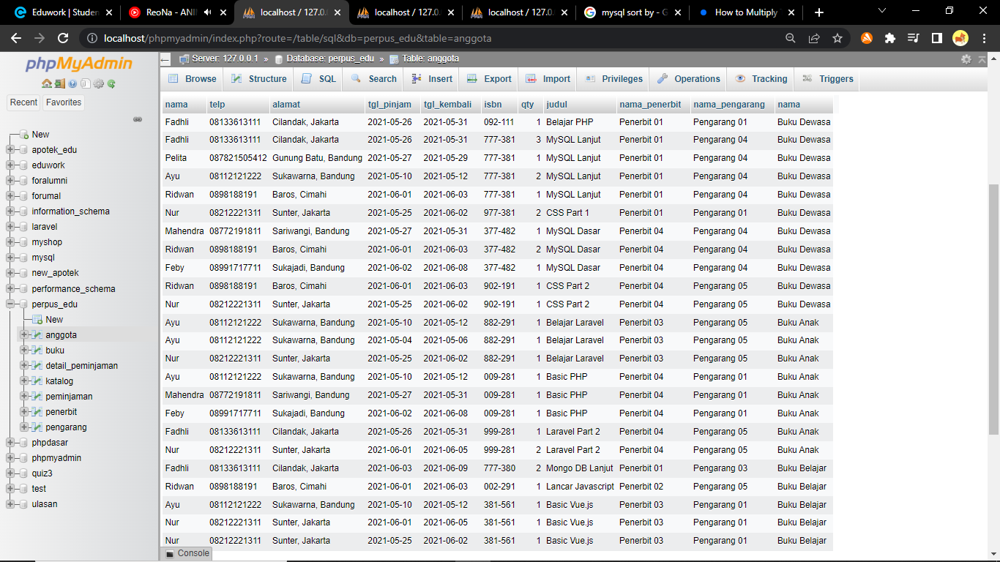 Eduwork | Studen
ReoNa - ANI
localhost / 127.0.
localhost / 127.0.
localhost / 127.0.
mysql sort by - G
How to Multiply
localhost/phpmyadmin/index.php?route=/table/sql&db=perpus_edu&table=anggota
phpMyAdmin
Recent Favorites
New
apotek_edu
eduwork
foralumni
forumal
information_schema
laravel
myshop
mysql
new_apotek
performance_schema
perpus_edu
New
anggota
buku
detail_peminjaman
katalog
peminjaman
penerbit
pengarang
phpdasar
phpmyadmin
quiz3
test
ulasan
Server: 127.0.0.1 » Database: perpus_edu » Table: anggota
Browse Structure SQL Search Insert Export Import Privileges Operations Tracking Triggers
nama telp alamat tgl_pinjam tgl_kembali isbn qty judul nama_penerbit nama_pengarang nama
Fadhli 08133613111 Cilandak, Jakarta 2021-05-26 2021-05-31 092-111 1 Belajar PHP Penerbit 01 Pengarang 01 Buku Dewasa
Fadhli 08133613111 Cilandak, Jakarta 2021-05-26 2021-05-31 777-381 3 MySQL Lanjut Penerbit 01 Pengarang 04 Buku Dewasa
Pelita 087821505412 Gunung Batu, Bandung 2021-05-27 2021-05-29 777-381 1 MySQL Lanjut Penerbit 01 Pengarang 04 Buku Dewasa
Ayu 08112121222 Sukawarna, Bandung 2021-05-10 2021-05-12 777-381 2 MySQL Lanjut Penerbit 01 Pengarang 04 Buku Dewasa
Ridwan 0898188191 Baros, Cimahi 2021-06-01 2021-06-03 777-381 1 MySQL Lanjut Penerbit 01 Pengarang 04 Buku Dewasa
Nur 08212221311 Sunter, Jakarta 2021-05-25 2021-06-02 977-381 2 CSS Part 1 Penerbit 01 Pengarang 01 Buku Dewasa
Mahendra 08772191811 Sariwangi, Bandung 2021-05-27 2021-05-31 377-482 1 MySQL Dasar Penerbit 04 Pengarang 04 Buku Dewasa
Ridwan 0898188191 Baros, Cimahi 2021-06-01 2021-06-03 377-482 2 MySQL Dasar Penerbit 04 Pengarang 04 Buku Dewasa
Feby 08991717711 Sukajadi, Bandung 2021-06-02 2021-06-08 377-482 1 MySQL Dasar Penerbit 04 Pengarang 04 Buku Dewasa
Ridwan 0898188191 Baros, Cimahi 2021-06-01 2021-06-03 902-191 1 CSS Part 2 Penerbit 04 Pengarang 05 Buku Dewasa
Nur 08212221311 Sunter, Jakarta 2021-05-25 2021-06-02 902-191 1 CSS Part 2 Penerbit 04 Pengarang 05 Buku Dewasa
Ayu 08112121222 Sukawarna, Bandung 2021-05-10 2021-05-12 882-291 1 Belajar Laravel Penerbit 03 Pengarang 05 Buku Anak
Ayu 08112121222 Sukawarna, Bandung 2021-05-04 2021-05-06 882-291 1 Belajar Laravel Penerbit 03 Pengarang 05 Buku Anak
Nur 08212221311 Sunter, Jakarta 2021-05-25 2021-06-02 882-291 1 Belajar Laravel Penerbit 03 Pengarang 05 Buku Anak
Ayu 08112121222 Sukawarna, Bandung 2021-05-10 2021-05-12 009-281 1 Basic PHP Penerbit 04 Pengarang 01 Buku Anak
Mahendra 08772191811 Sariwangi, Bandung 2021-05-27 2021-05-31 009-281 1 Basic PHP Penerbit 04 Pengarang 01 Buku Anak
Feby 08991717711 Sukajadi, Bandung 2021-06-02 2021-06-08 009-281 1 Basic PHP Penerbit 04 Pengarang 01 Buku Anak
Fadhli 08133613111 Cilandak, Jakarta 2021-05-26 2021-05-31 999-281 1 Laravel Part 2 Penerbit 04 Pengarang 05 Buku Anak
Nur 08212221311 Sunter, Jakarta 2021-06-01 2021-06-05 999-281 2 Laravel Part 2 Penerbit 04 Pengarang 05 Buku Anak
Fadhli 08133613111 Cilandak, Jakarta 2021-06-03 2021-06-09 777-380 2 Mongo DB Lanjut Penerbit 01 Pengarang 03 Buku Belajar
Ridwan 0898188191 Baros, Cimahi 2021-06-01 2021-06-03 002-291 1 Lancar Javascript Penerbit 02 Pengarang 05 Buku Belajar
Ayu 08112121222 Sukawarna, Bandung 2021-05-10 2021-05-12 381-561 1 Basic Vue.js Penerbit 03 Pengarang 01 Buku Belajar
Nur 08212221311 Sunter, Jakarta 2021-06-01 2021-06-05 381-561 1 Basic Vue.js Penerbit 03 Pengarang 01 Buku Belajar
Nur 08212221311 Sunter, Jakarta 2021-05-25 2021-06-02 381-561 1 Basic Vue.js Penerbit 03 Pengarang 01 Buku Belajar
Console